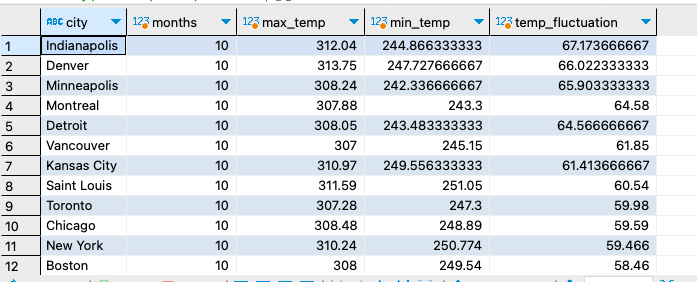 ABC city 123 months 123 max_temp 123 min_temp 123 temp_fluctuation
1 Indianapolis 10 312.04 244.866333333 67.173666667
2 Denver 10 313.75 247.727666667 66.022333333
3 Minneapolis 10 308.24 242.336666667 65.903333333
4 Montreal 10 307.88 243.3 64.58
5 Detroit 10 308.05 243.483333333 64.566666667
6 Vancouver 10 307 245.15 61.85
7 Kansas City 10 310.97 249.556333333 61.413666667
8 Saint Louis 10 311.59 251.05 60.54
9 Toronto 10 307.28 247.3 59.98
10 Chicago 10 308.48 248.89 59.59
11 New York 10 310.24 250.774 59.466
12 Boston 10 308 249.54 58.46